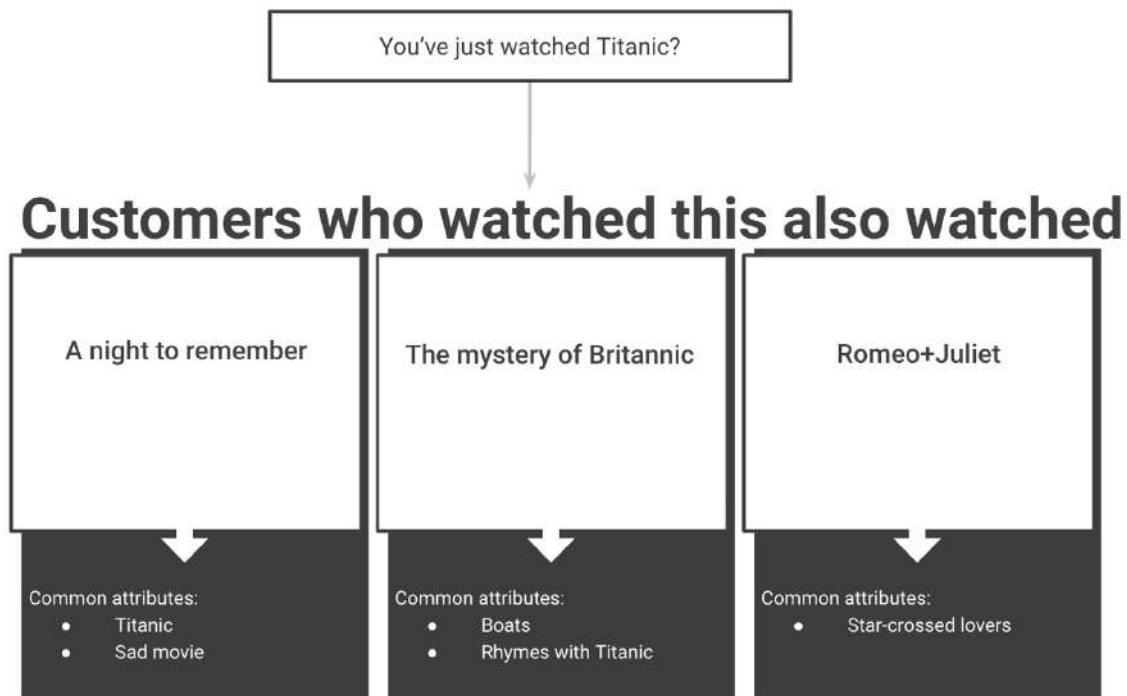 You've just watched Titanic?
Customers who watched this also watched
A night to remember
The mystery of Britannic
Romeo+Juliet
Common attributes:
● Titanic
● Sad movie
Common attributes:
● Boats
● Rhymes with Titanic
Common attributes:
● Star-crossed lovers